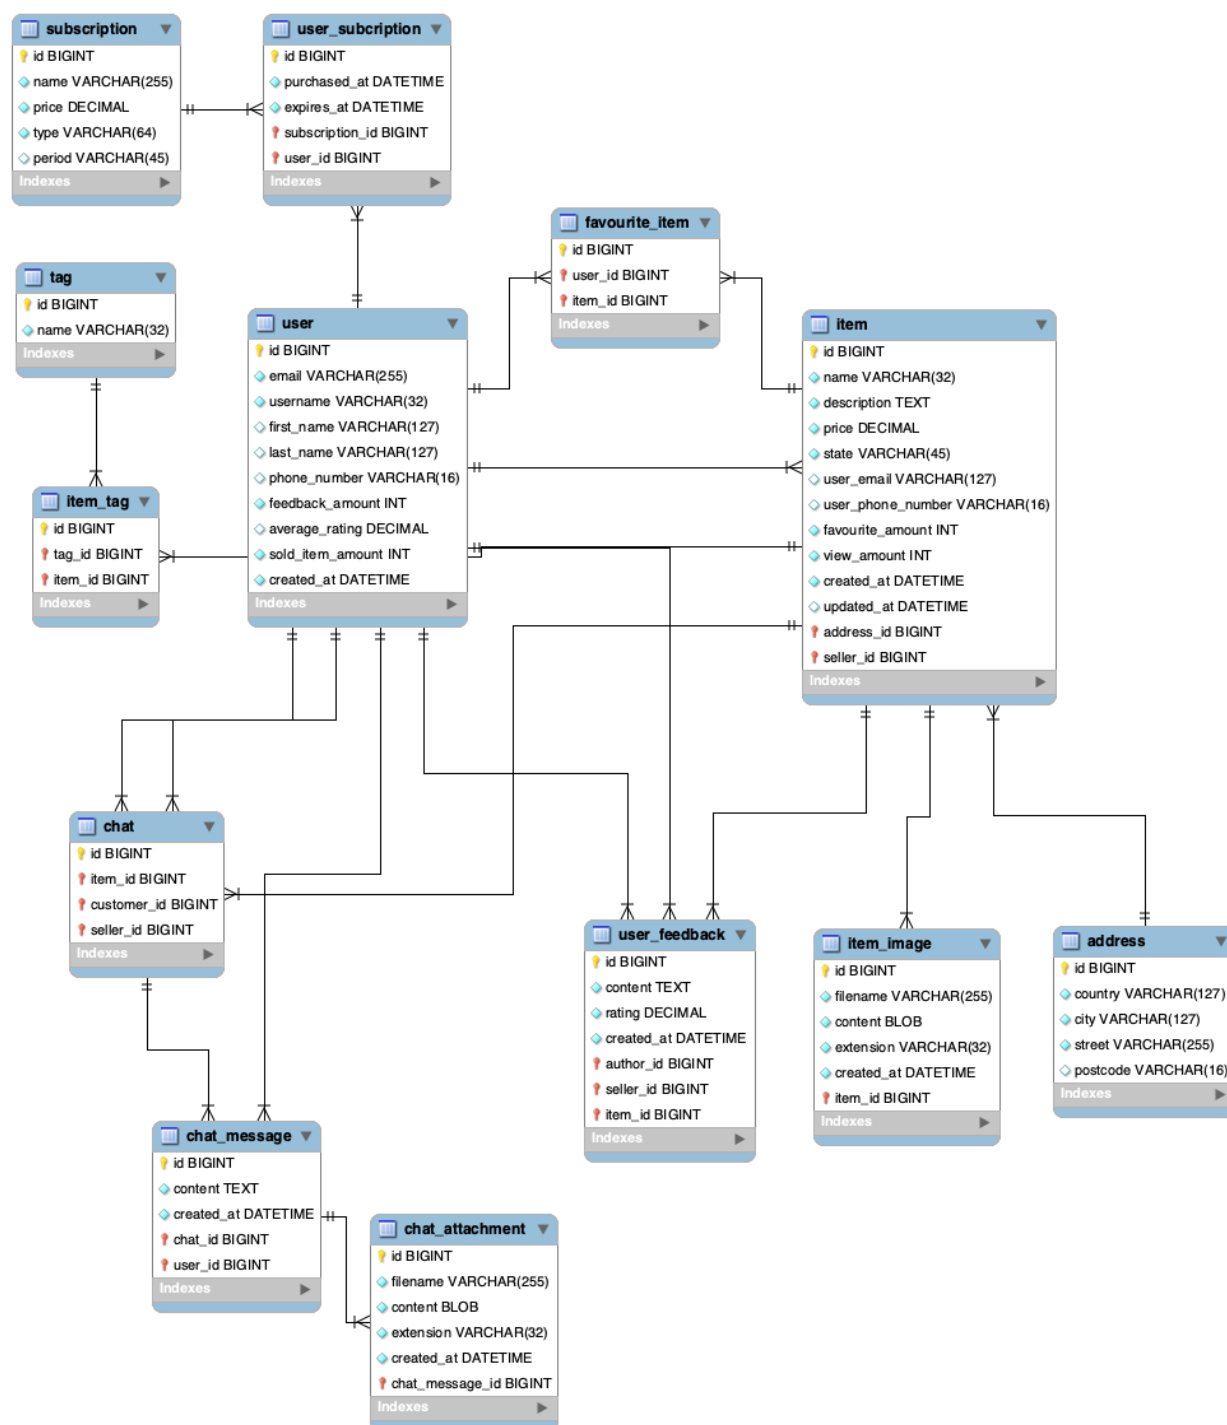 subscription
id BIGINT
name VARCHAR(255)
price DECIMAL
type VARCHAR(64)
period VARCHAR(45)
Indexes
user_subcription
id BIGINT
purchased_at DATETIME
expires_at DATETIME
subscription_id BIGINT
user_id BIGINT
Indexes
favourite_item
id BIGINT
user_id BIGINT
item_id BIGINT
Indexes
tag
id BIGINT
name VARCHAR(32)
Indexes
user
id BIGINT
email VARCHAR(255)
username VARCHAR(32)
first_name VARCHAR(127)
last_name VARCHAR(127)
phone_number VARCHAR(16)
feedback_amount INT
average_rating DECIMAL
sold_item_amount INT
created_at DATETIME
Indexes
item
id BIGINT
name VARCHAR(32)
description TEXT
price DECIMAL
state VARCHAR(45)
user_email VARCHAR(127)
user_phone_number VARCHAR(16)
favourite_amount INT
view_amount INT
created_at DATETIME
updated_at DATETIME
address_id BIGINT
seller_id BIGINT
Indexes
item_tag
id BIGINT
tag_id BIGINT
item_id BIGINT
Indexes
chat
id BIGINT
item_id BIGINT
customer_id BIGINT
seller_id BIGINT
Indexes
user_feedback
id BIGINT
content TEXT
rating DECIMAL
created_at DATETIME
author_id BIGINT
seller_id BIGINT
item_id BIGINT
Indexes
item_image
id BIGINT
filename VARCHAR(255)
content BLOB
extension VARCHAR(32)
created_at DATETIME
item_id BIGINT
Indexes
address
id BIGINT
country VARCHAR(127)
city VARCHAR(127)
street VARCHAR(255)
postcode VARCHAR(16)
Indexes
chat_message
id BIGINT
content TEXT
created_at DATETIME
chat_id BIGINT
user_id BIGINT
Indexes
chat_attachment
id BIGINT
filename VARCHAR(255)
content BLOB
extension VARCHAR(32)
created_at DATETIME
chat_message_id BIGINT
Indexes